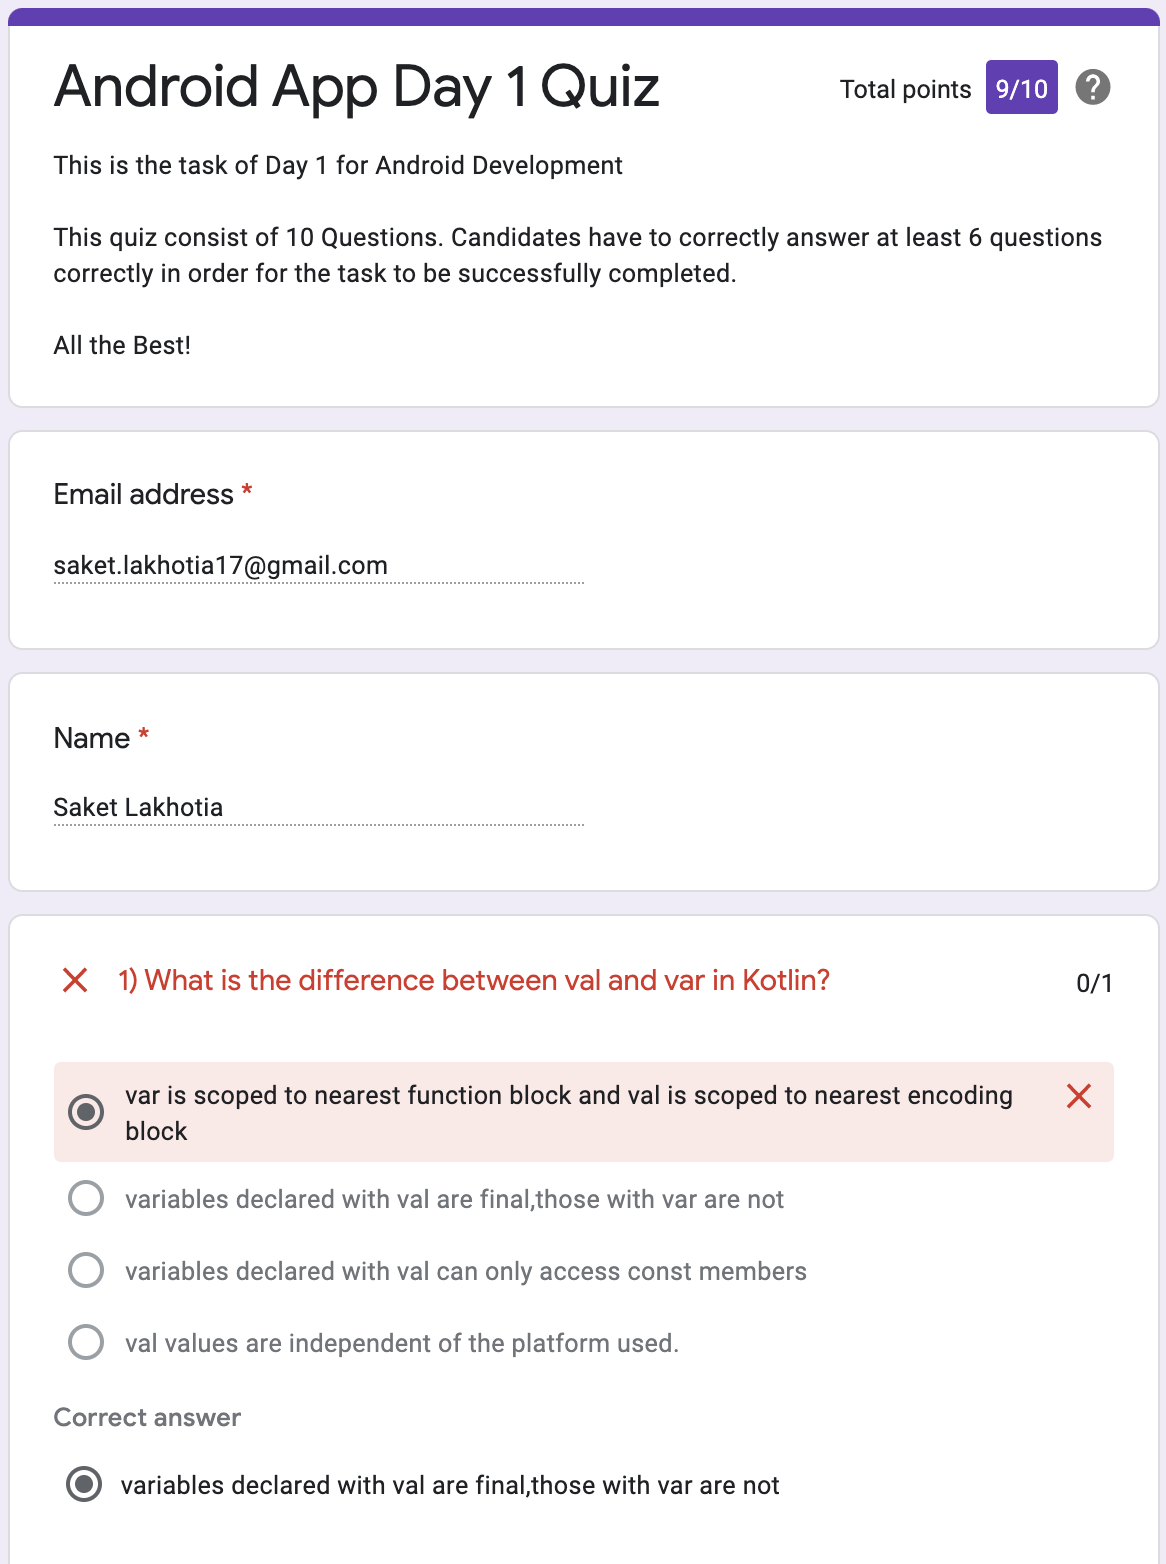 Android App Day 1 Quiz
Total points 9/10 ?
This is the task of Day 1 for Android Development
This quiz consist of 10 Questions. Candidates have to correctly answer at least 6 questions
correctly in order for the task to be successfully completed.
All the Best!
Email address *
saket.lakhotia17@gmail.com
Name *
Saket Lakhotia
1) What is the difference between val and var in Kotlin?
0/1
var is scoped to nearest function block and val is scoped to nearest encoding
block
variables declared with val are final,those with var are not
variables declared with val can only access const members
val values are independent of the platform used.
Correct answer
variables declared with val are final,those with var are not